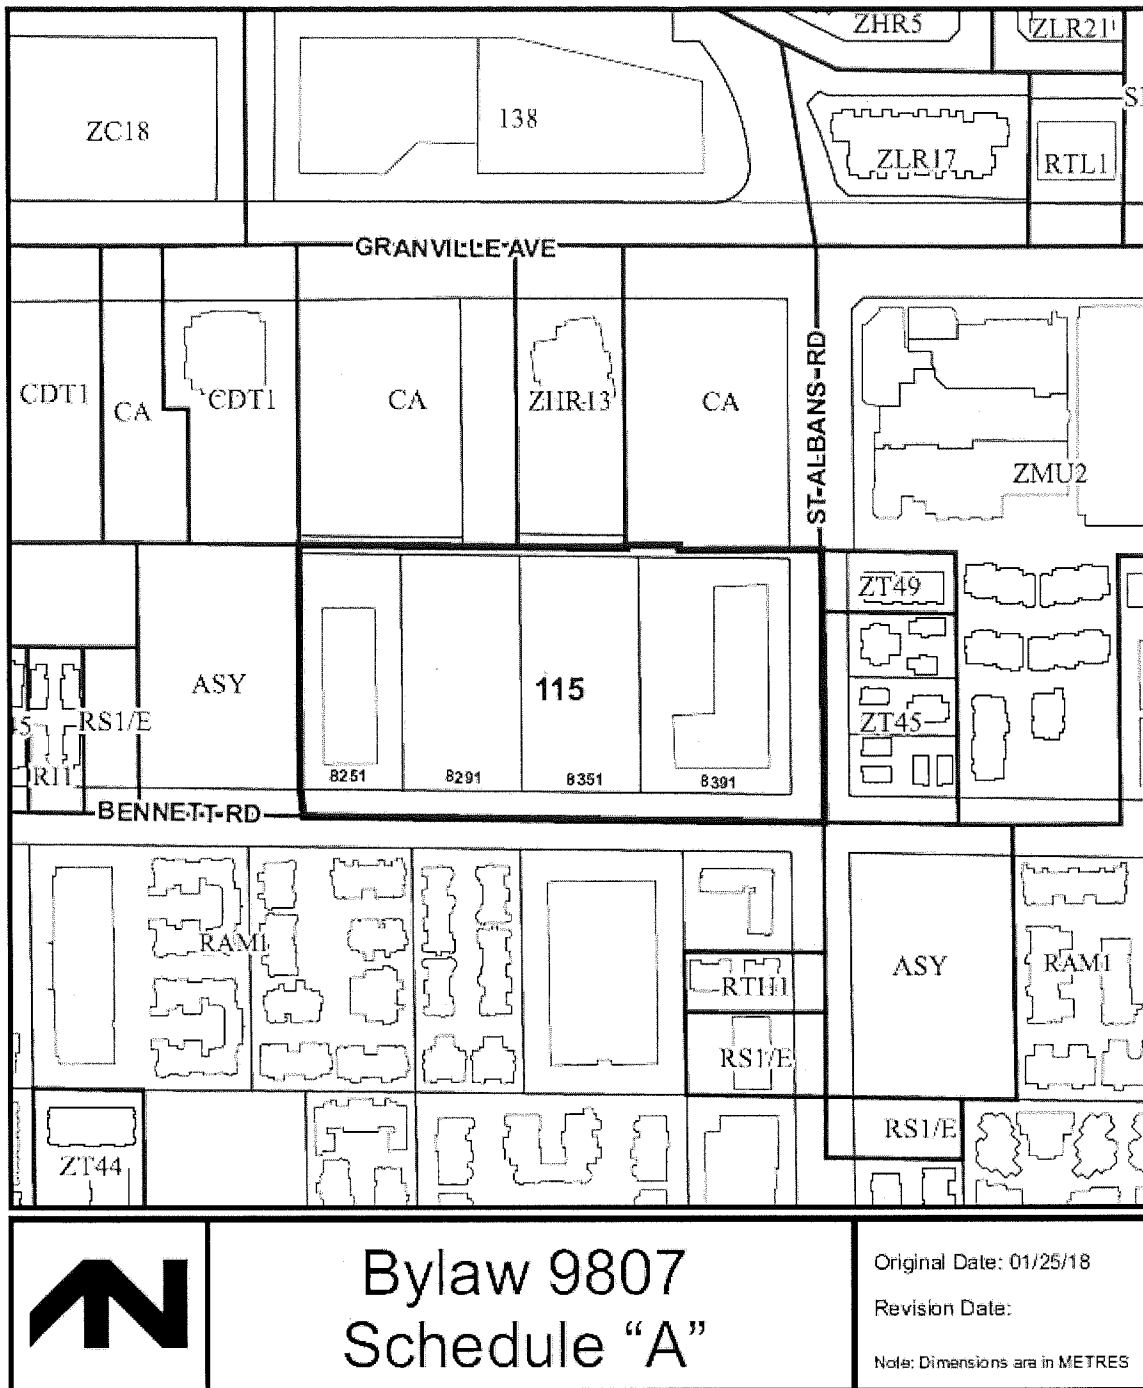 ZHR5
ZLR21
ZC18
138
ZLR17
RTL1
GRANVILLE AVE
CDT1
CA
CDT1
CA
ZHR13
CA
ST ALBANS RD
ZMU2
ZT49
ASY
115
RS1/E
ZT45
8251
8291
8351
8391
BENNETT RD
RAM1
ASY
RAM1
RTH1
RS1/E
RS1/E
ZT44
Bylaw 9807
Schedule “A”
Original Date: 01/25/18
Revision Date:
Note: Dimensions are in METRES